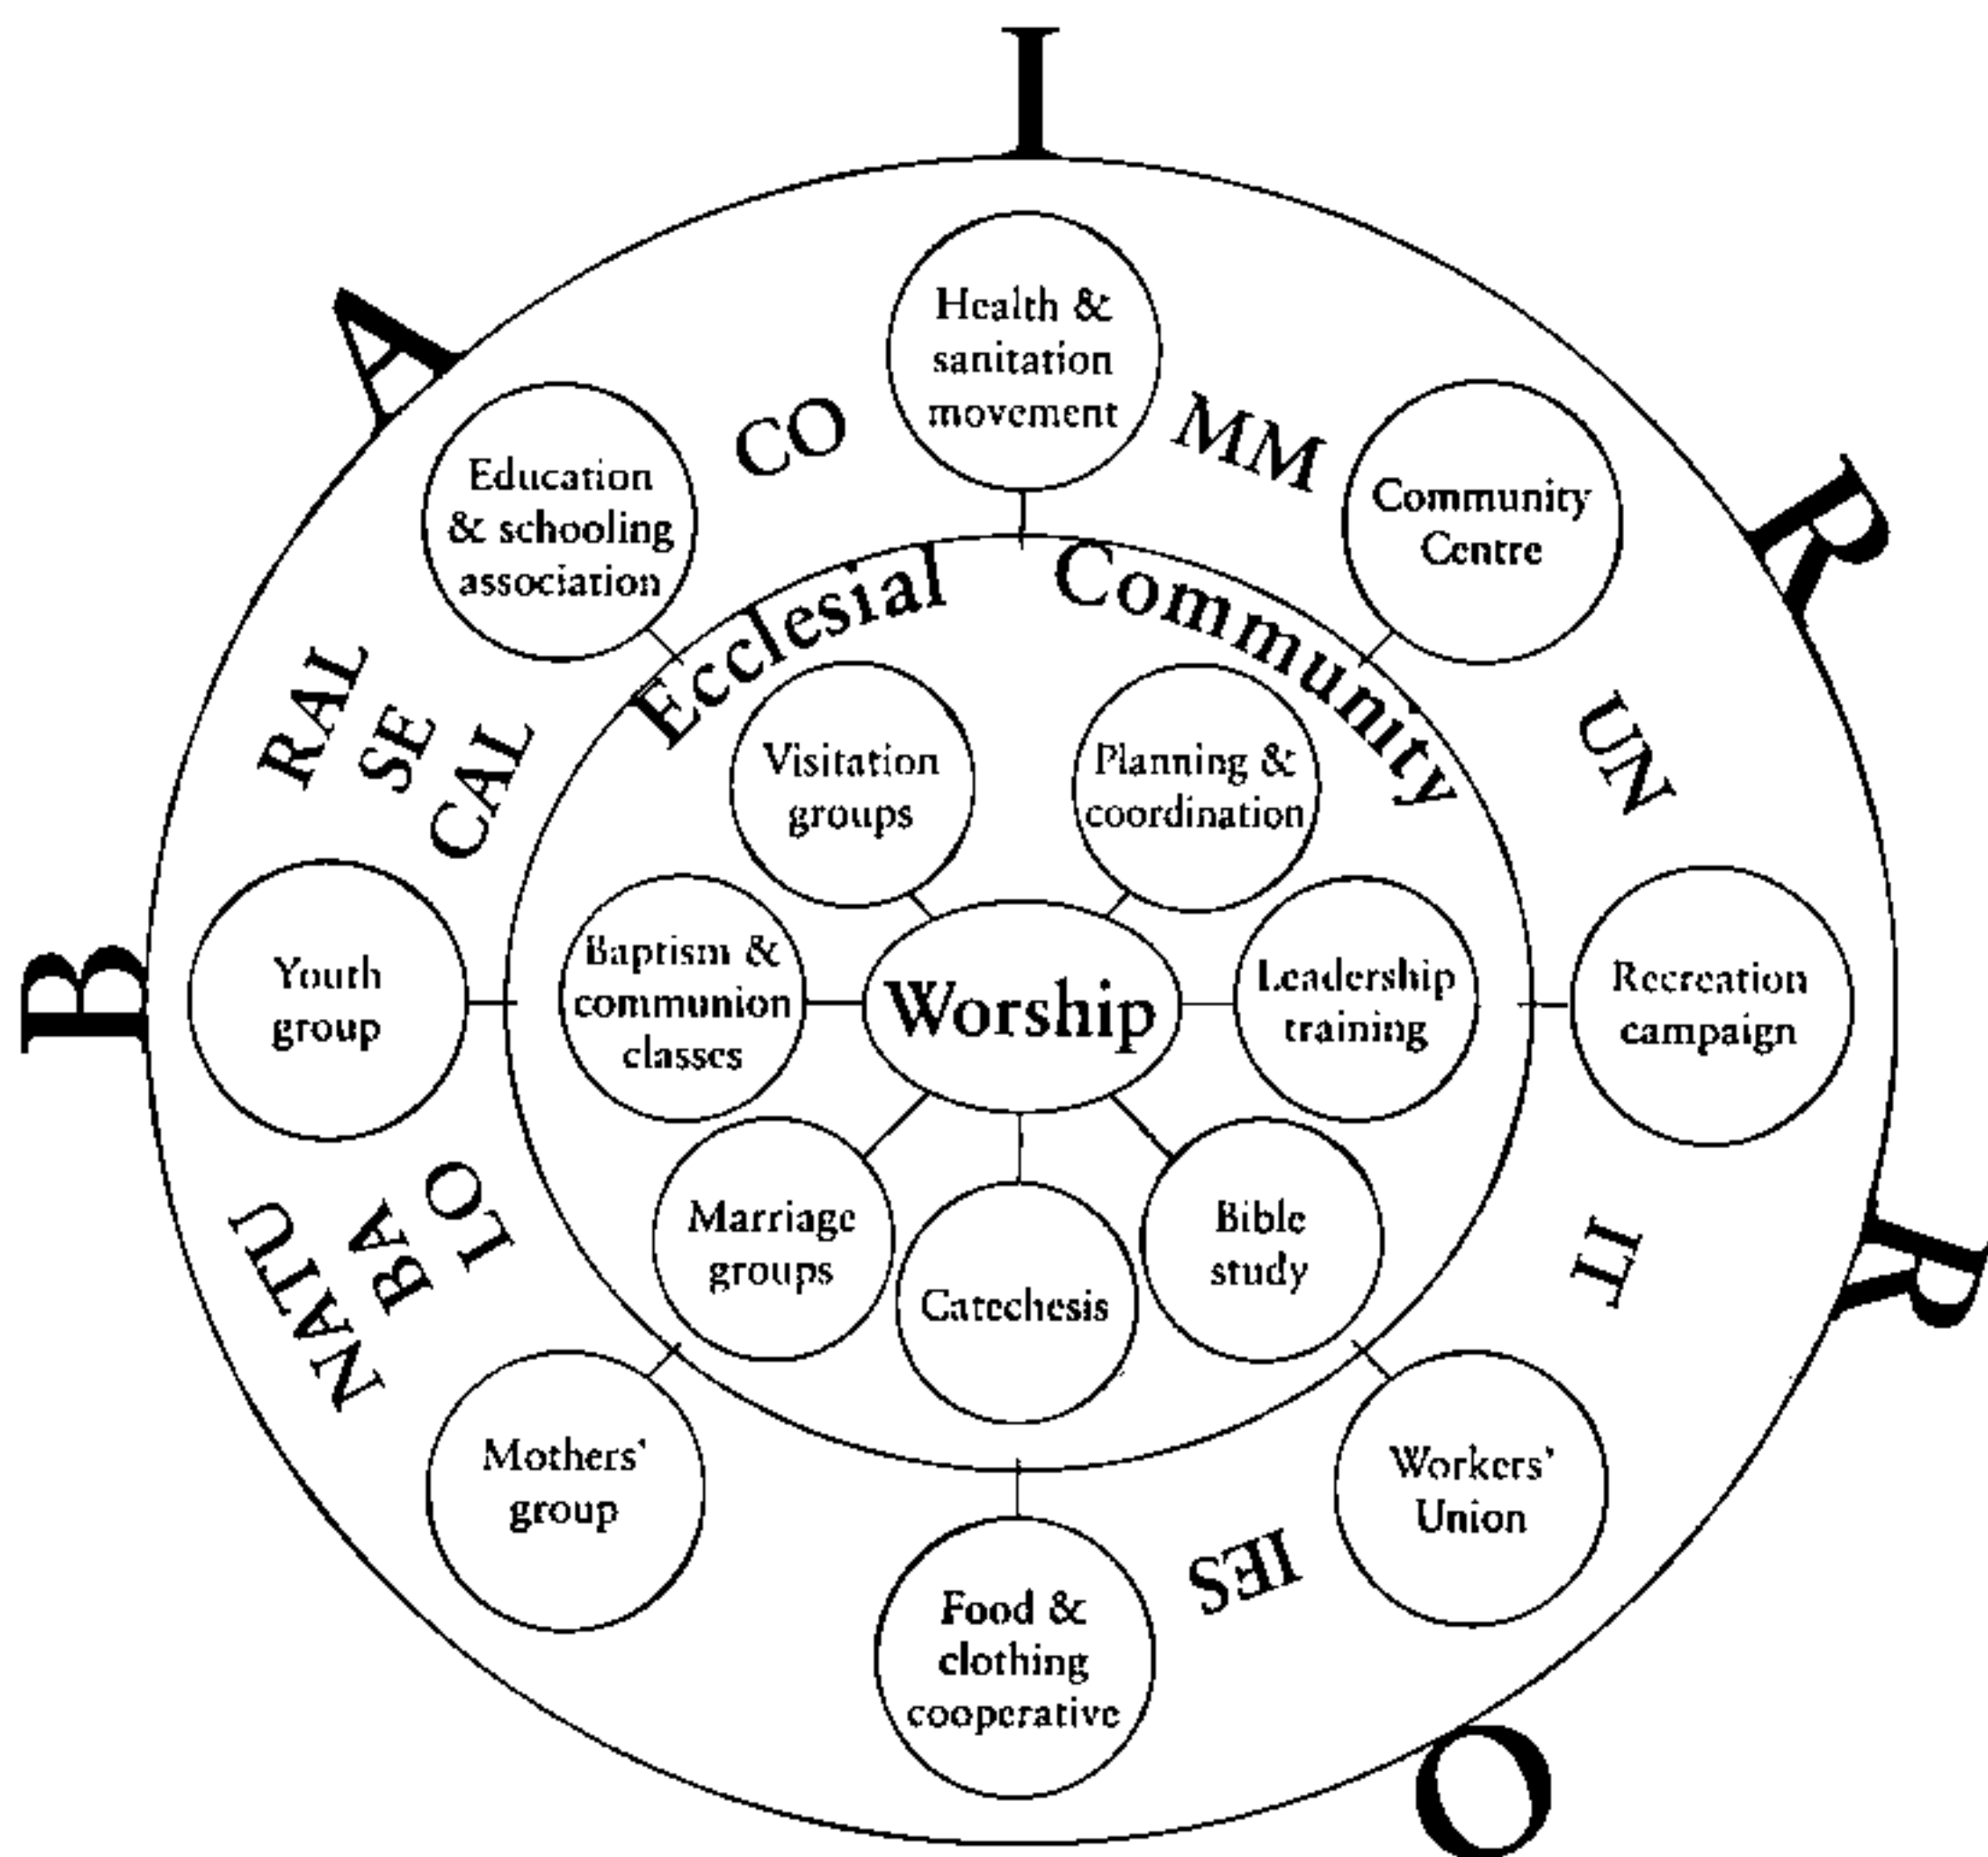 B A I R R O
NATU RAL
BA SE
LO CAL
CO MM UN IT IES
Health &
sanitation
movement
Education
& schooling
association
Community
Centre
Youth
group
Recreation
campaign
Mothers'
group
Workers'
Union
Food &
clothing
cooperative
Ecclesial Community
Visitation
groups
Planning &
coordination
Baptism &
communion
classes
Worship
Leadership
training
Marriage
groups
Catechesis
Bible
study